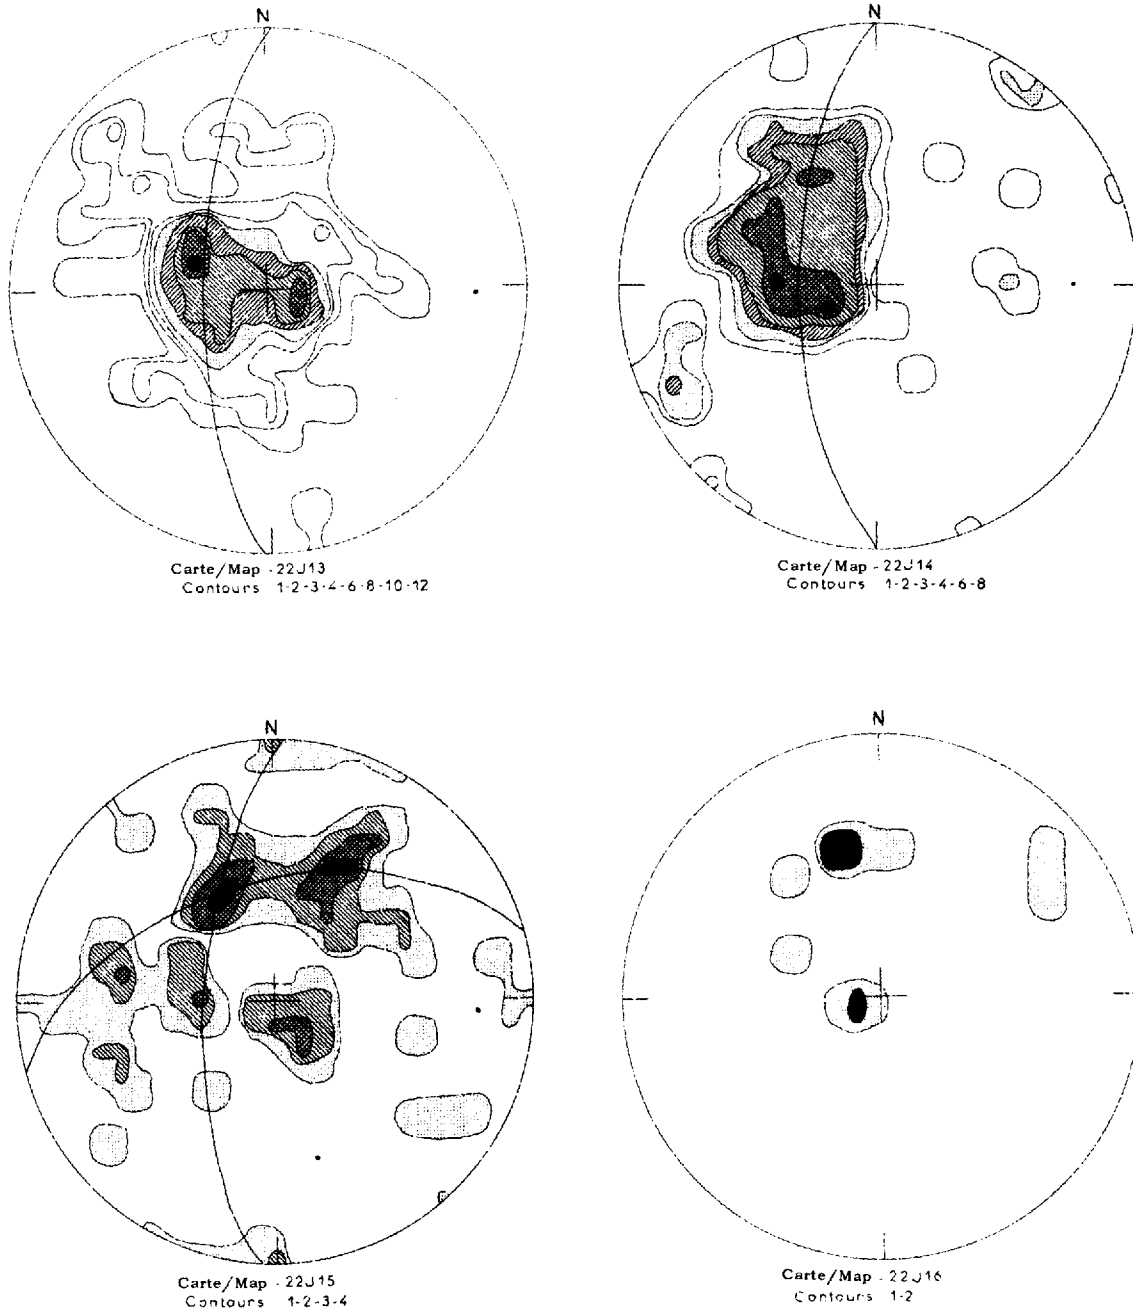 N
Carte/Map - 22J13
Contours 1-2-3-4-6-8-10-12
N
Carte/Map - 22J14
Contours 1-2-3-4-6-8
N
Carte/Map - 22J15
Contours 1-2-3-4
N
Carte/Map - 22J16
Contours 1-2